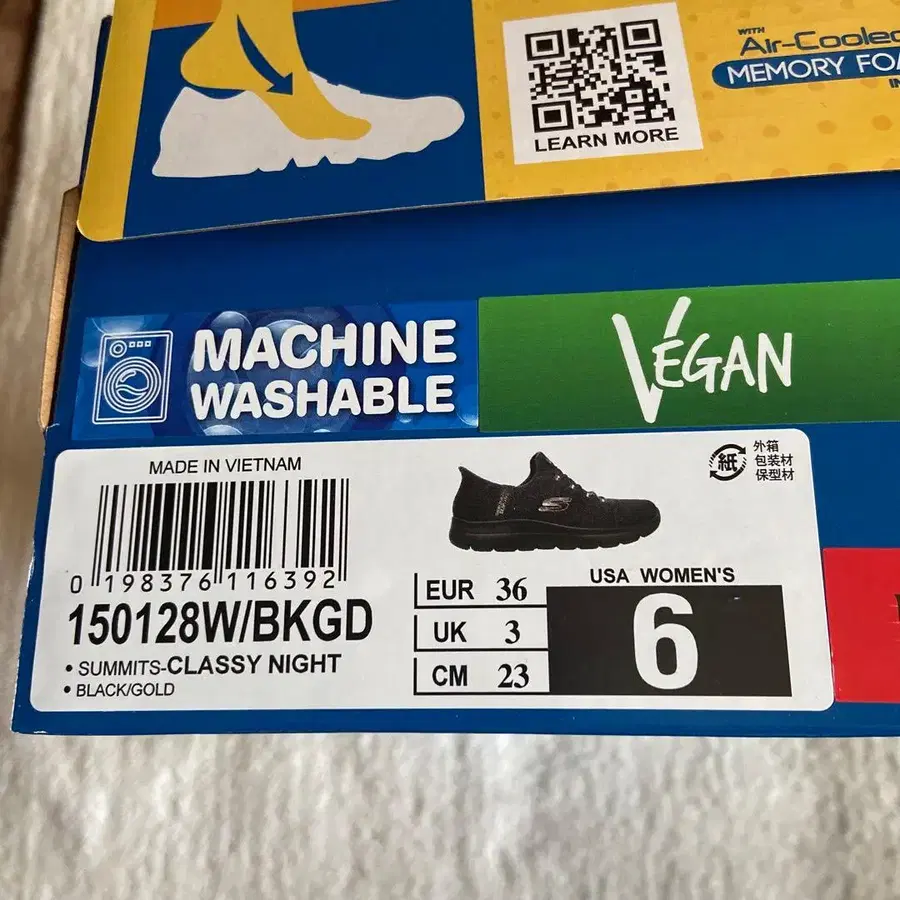 WITH
Air-Cooled
MEMORY FOA
LEARN MORE
MACHINE
WASHABLE
VEGAN
MADE IN VIETNAM
0 198376 116392
150128W/BKGD
• SUMMITS-CLASSY NIGHT
• BLACK/GOLD
紙
外箱
包装材
保型材
EUR 36
UK 3
CM 23
USA WOMEN'S
6